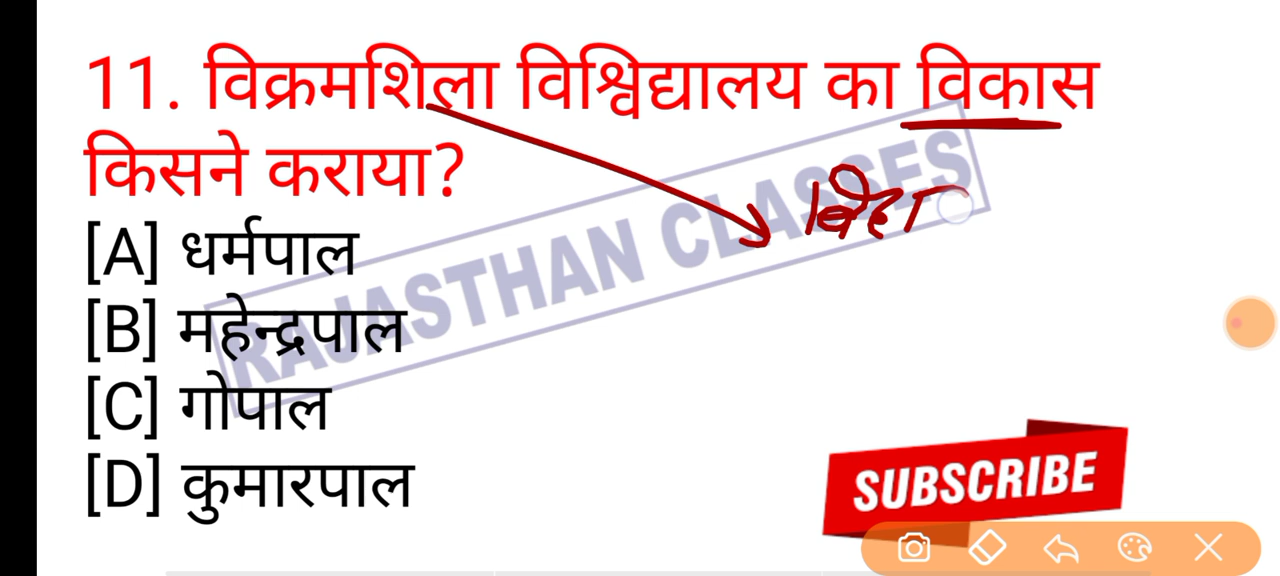 11. विक्रमशिला विश्विद्यालय का विकास
किसने कराया?
[A] धर्मपाल
[B] महेन्द्रपाल
[C] गोपाल
[D] कुमारपाल
RAJASTHAN CLASSES
SUBSCRIBE